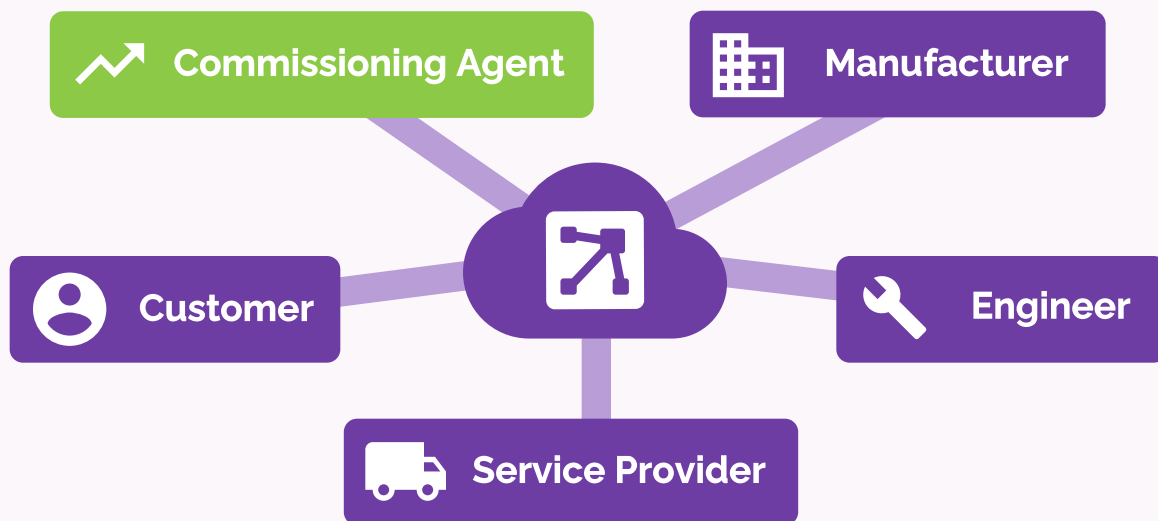 Commissioning Agent
Manufacturer
Customer
Engineer
Service Provider